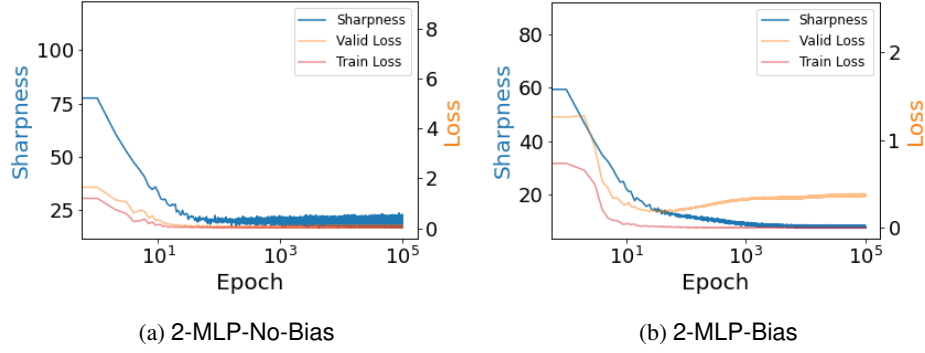 Sharpness
Valid Loss
Train Loss
100
75
50
25
8
6
4
2
0
10^1
10^3
10^5
Sharpness
Loss
Epoch
(a) 2-MLP-No-Bias
Sharpness
Valid Loss
Train Loss
80
60
40
20
2
1
0
10^1
10^3
10^5
Sharpness
Loss
Epoch
(b) 2-MLP-Bias